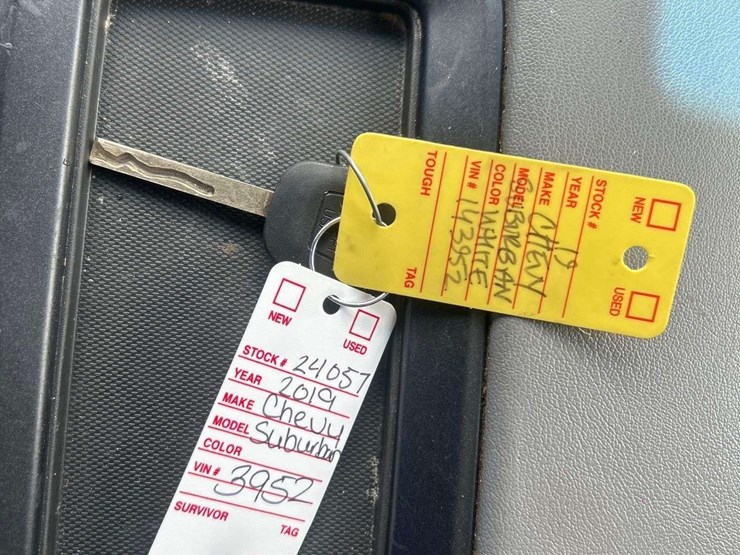 NEW USED
STOCK #
YEAR 19
MAKE CHEVY
MODEL SUBURBAN
COLOR WHITE
VIN # 143952
TOUGH TAG
NEW USED
STOCK # 24057
YEAR 2019
MAKE Chevy
MODEL Suburban
COLOR
VIN # 3952
SURVIVOR TAG